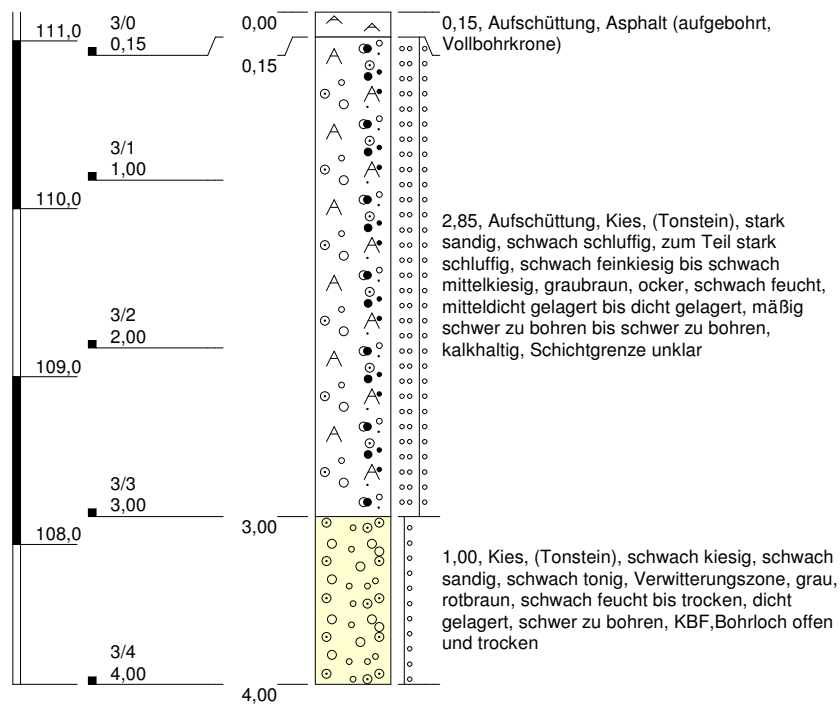 111,0
3/0
0,15
0,00
0,15
0,15, Aufschüttung, Asphalt (aufgebohrt,
Vollbohrkrone)
3/1
1,00
110,0
2,85, Aufschüttung, Kies, (Tonstein), stark
sandig, schwach schluffig, zum Teil stark
schluffig, schwach feinkiesig bis schwach
mittelkiesig, graubraun, ocker, schwach feucht,
mitteldicht gelagert bis dicht gelagert, mäßig
schwer zu bohren bis schwer zu bohren,
kalkhaltig, Schichtgrenze unklar
3/2
2,00
109,0
3/3
3,00
3,00
108,0
1,00, Kies, (Tonstein), schwach kiesig, schwach
sandig, schwach tonig, Verwitterungszone, grau,
rotbraun, schwach feucht bis trocken, dicht
gelagert, schwer zu bohren, KBF,Bohrloch offen
und trocken
3/4
4,00
4,00